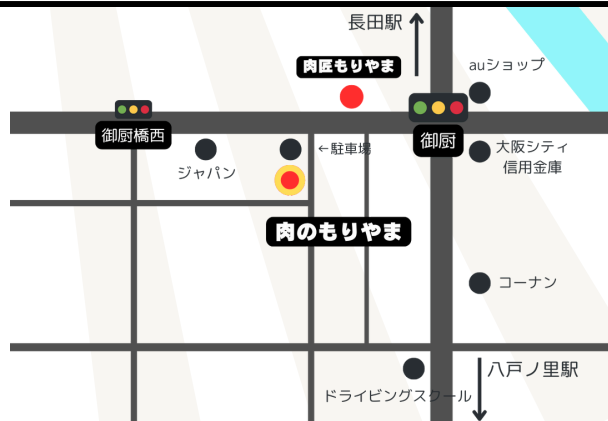 長田駅
肉匠もりやま
auショップ
御厨橋西
御厨
←駐車場
大阪シティ
信用金庫
ジャパン
肉のもりやま
コーナン
八戸ノ里駅
ドライビングスクール